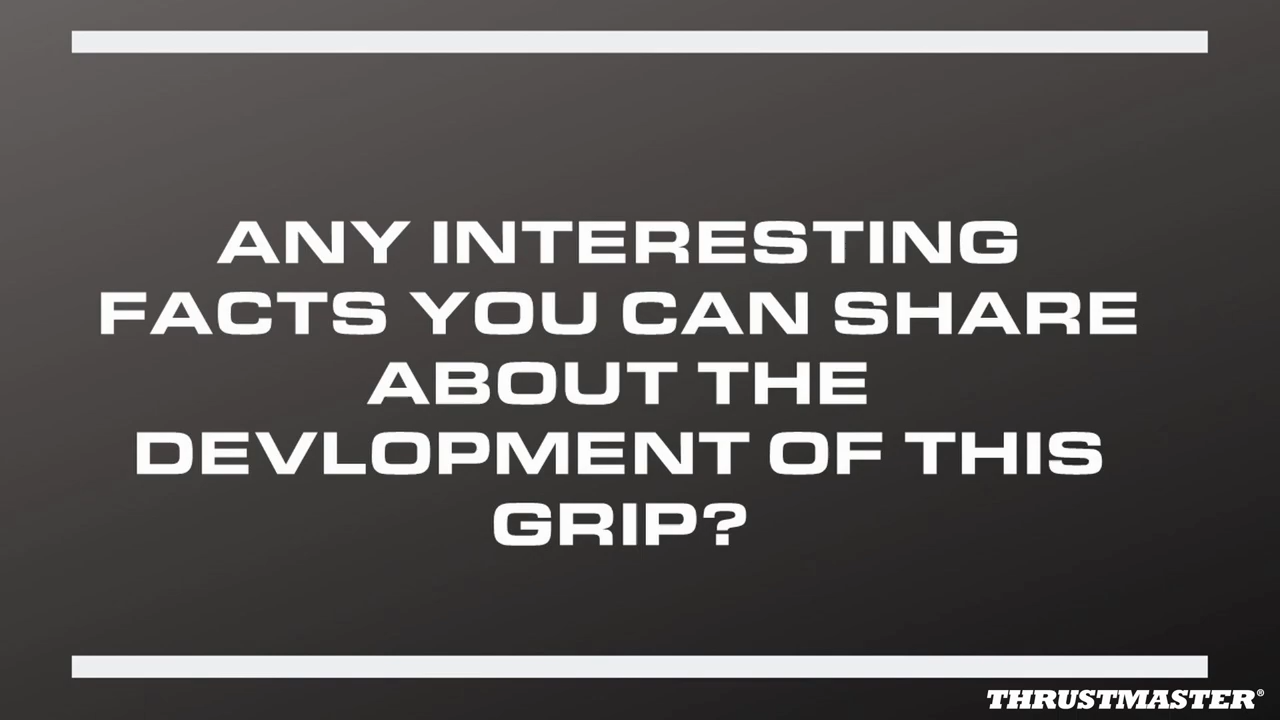 ANY INTERESTING
FACTS YOU CAN SHARE
ABOUT THE
DEVLOPMENT OF THIS
GRIP?
THRUSTMASTER®